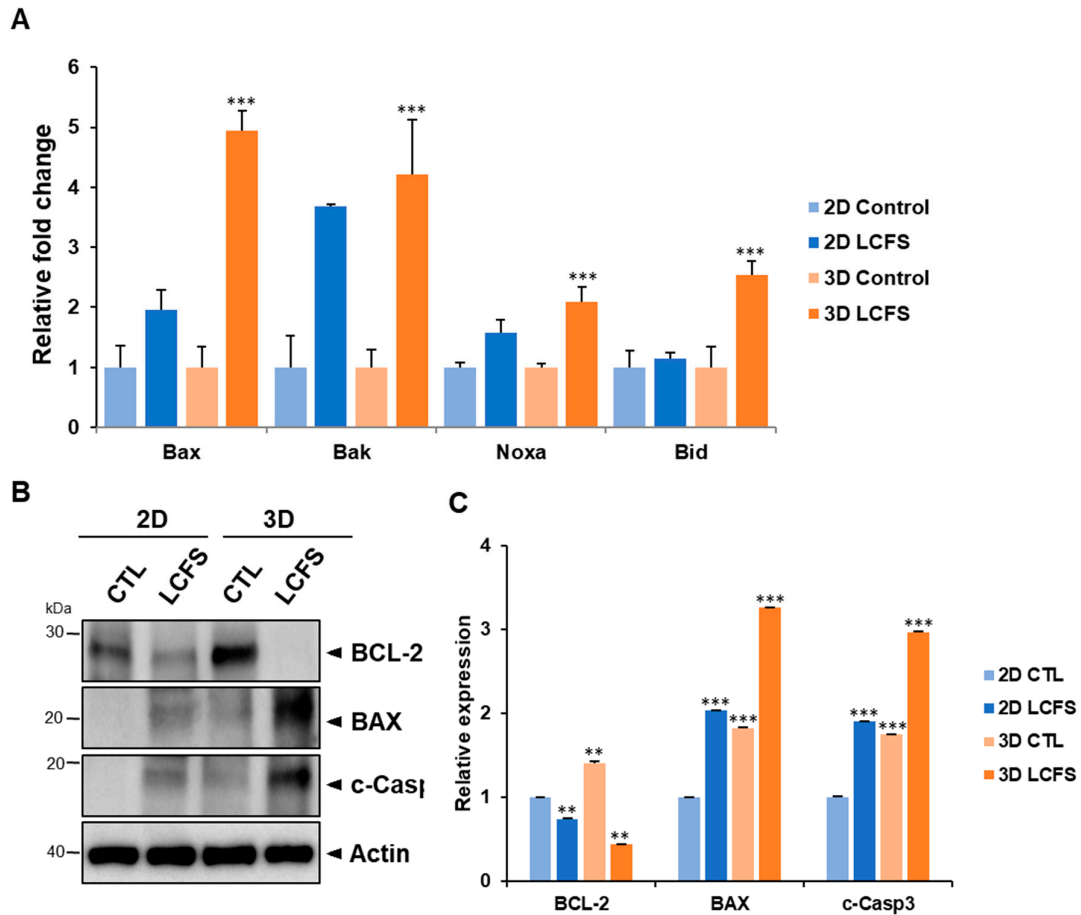 A
6
5
4
3
2
1
0
Relative fold change
***
***
***
***
Bax
Bak
Noxa
Bid
2D Control
2D LCFS
3D Control
3D LCFS
B
2D
3D
CTL
LCFS
CTL
LCFS
kDa
30
BCL-2
20
BAX
20
c-Casp
40
Actin
C
4
3
2
1
0
Relative expression
**
**
**
***
***
***
***
***
***
BCL-2
BAX
c-Casp3
2D CTL
2D LCFS
3D CTL
3D LCFS